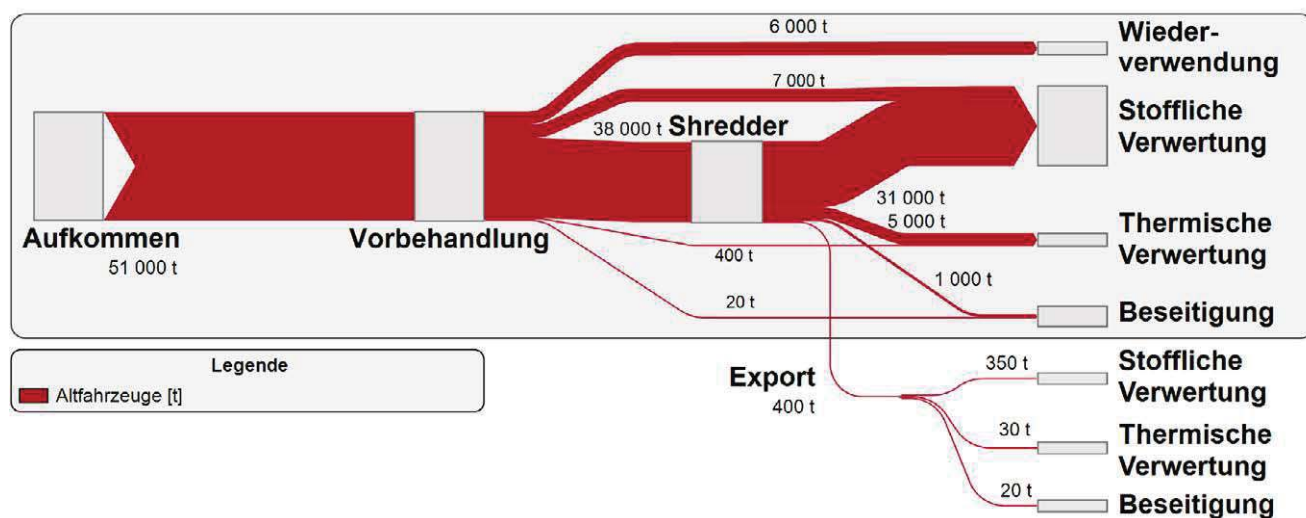 6 000 t
Wieder-
verwendung
7 000 t
Stoffliche
Verwertung
38 000 t
Shredder
31 000 t
5 000 t
Aufkommen
51 000 t
Vorbehandlung
Thermische
Verwertung
400 t
1 000 t
20 t
Beseitigung
Legende
Altfahrzeuge [t]
Export
400 t
350 t
Stoffliche
Verwertung
30 t
Thermische
Verwertung
20 t
Beseitigung